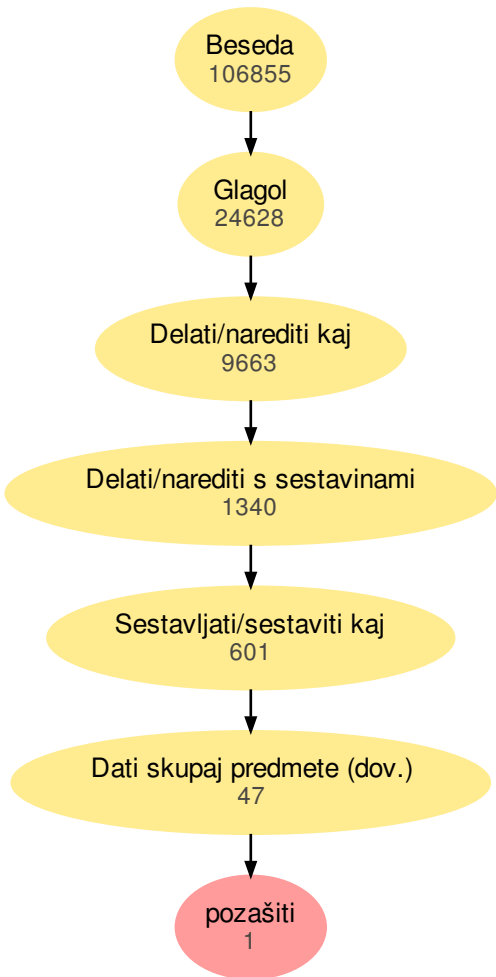 Beseda
106855
Glagol
24628
Delati/narediti kaj
9663
Delati/narediti s sestavinami
1340
Sestavljati/sestaviti kaj
601
Dati skupaj predmete (dov.)
47
pozašiti
1